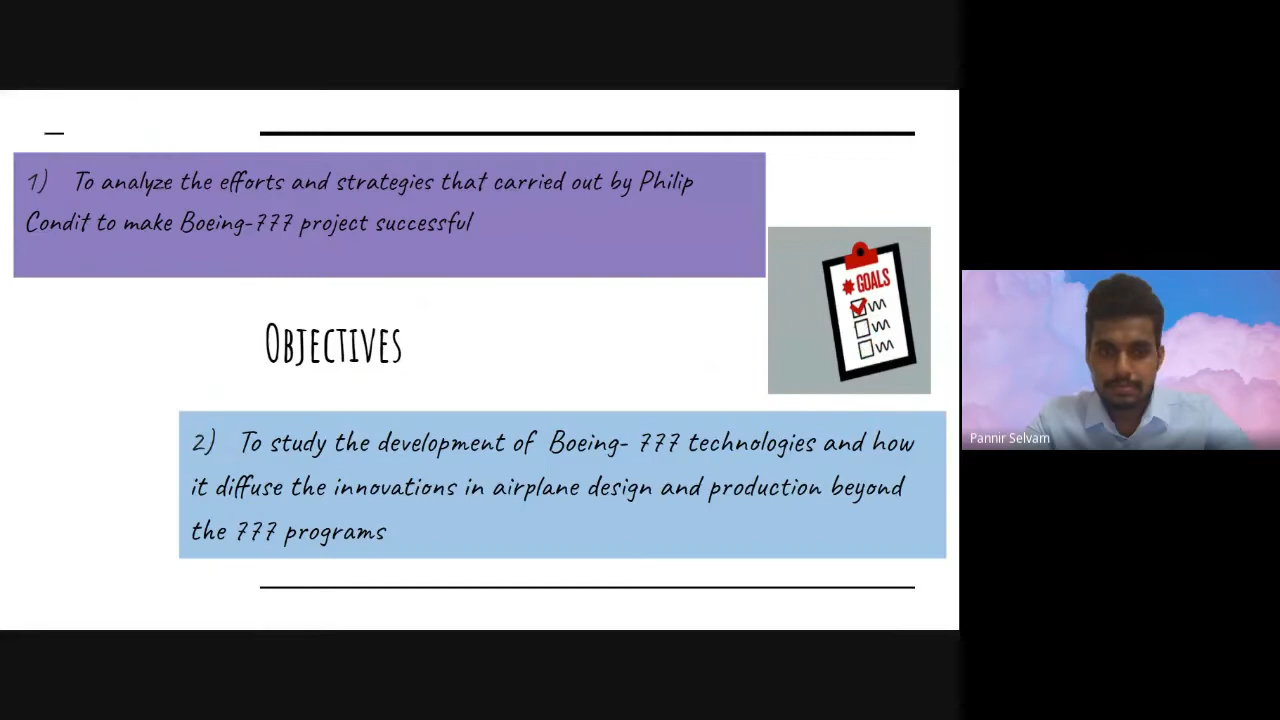 1) To analyze the efforts and strategies that carried out by Philip
Condit to make Boeing-777 project successful
# GOALS
OBJECTIVES
2) To study the development of Boeing- 777 technologies and how
it diffuse the innovations in airplane design and production beyond
the 777 programs
Pannir Selvam